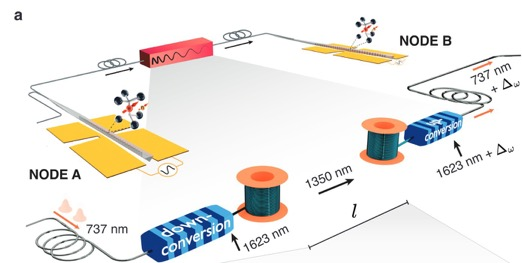 a
NODE B
NODE A
737 nm
down-
conversion
1623 nm
1350 nm
l
conversion
1623 nm + Δω
737 nm
+ Δω